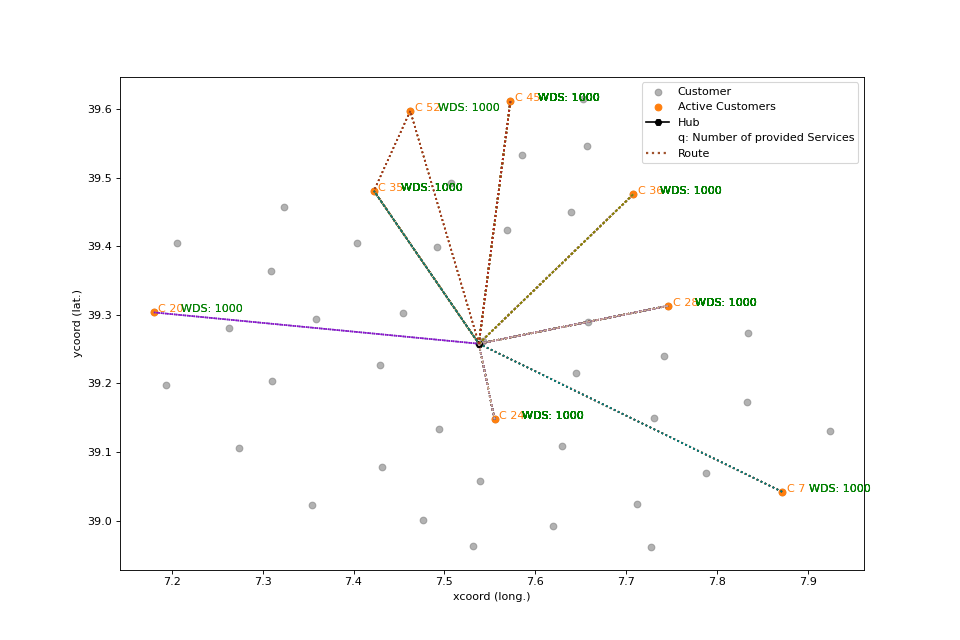 39.6
39.5
39.4
39.3
39.2
39.1
39.0
ycoord (lat.)
7.2 7.3 7.4 7.5 7.6 7.7 7.8 7.9
xcoord (long.)
Customer
Active Customers
Hub
q: Number of provided Services
Route
C 52 WDS: 1000
C 45 WDS: 1000
C 35 WDS: 1000
C 36 WDS: 1000
C 20 WDS: 1000
C 28 WDS: 1000
C 24 WDS: 1000
C 7 WDS: 1000